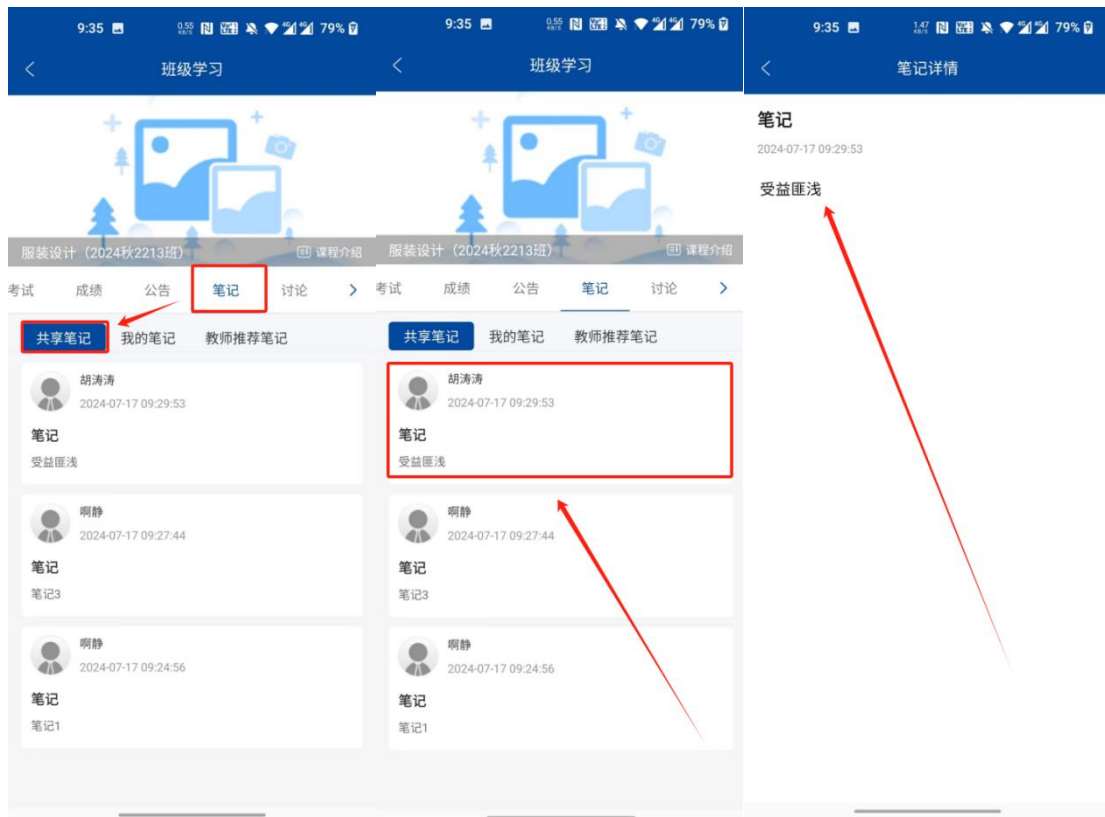 9:35
0.55 KB/S
79%
班级学习
服装设计（2024秋2213班）
课程介绍
考试 成绩 公告 笔记 讨论
共享笔记 我的笔记 教师推荐笔记
胡涛涛
2024-07-17 09:29:53
笔记
受益匪浅
啊静
2024-07-17 09:27:44
笔记
笔记3
啊静
2024-07-17 09:24:56
笔记
笔记1
9:35
0.55 KB/S
79%
班级学习
服装设计（2024秋2213班）
课程介绍
考试 成绩 公告 笔记 讨论
共享笔记 我的笔记 教师推荐笔记
胡涛涛
2024-07-17 09:29:53
笔记
受益匪浅
啊静
2024-07-17 09:27:44
笔记
笔记3
啊静
2024-07-17 09:24:56
笔记
笔记1
9:35
1.47 KB/S
79%
笔记详情
笔记
2024-07-17 09:29:53
受益匪浅